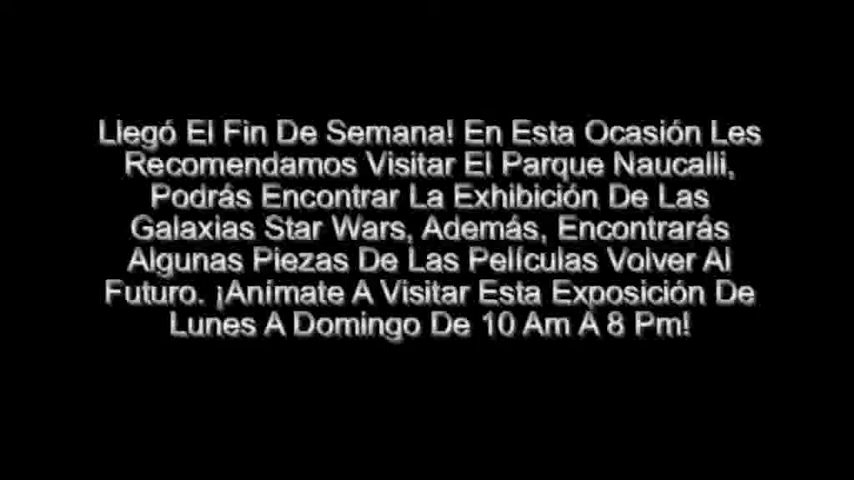 Llegó El Fin De Semana! En Esta Ocasión Les
Recomendamos Visitar El Parque Naucalli,
Podrás Encontrar La Exhibición De Las
Galaxias Star Wars, Además, Encontrarás
Algunas Piezas De Las Películas Volver Al
Futuro. ¡Anímate A Visitar Esta Exposición De
Lunes A Domingo De 10 Am A 8 Pm!